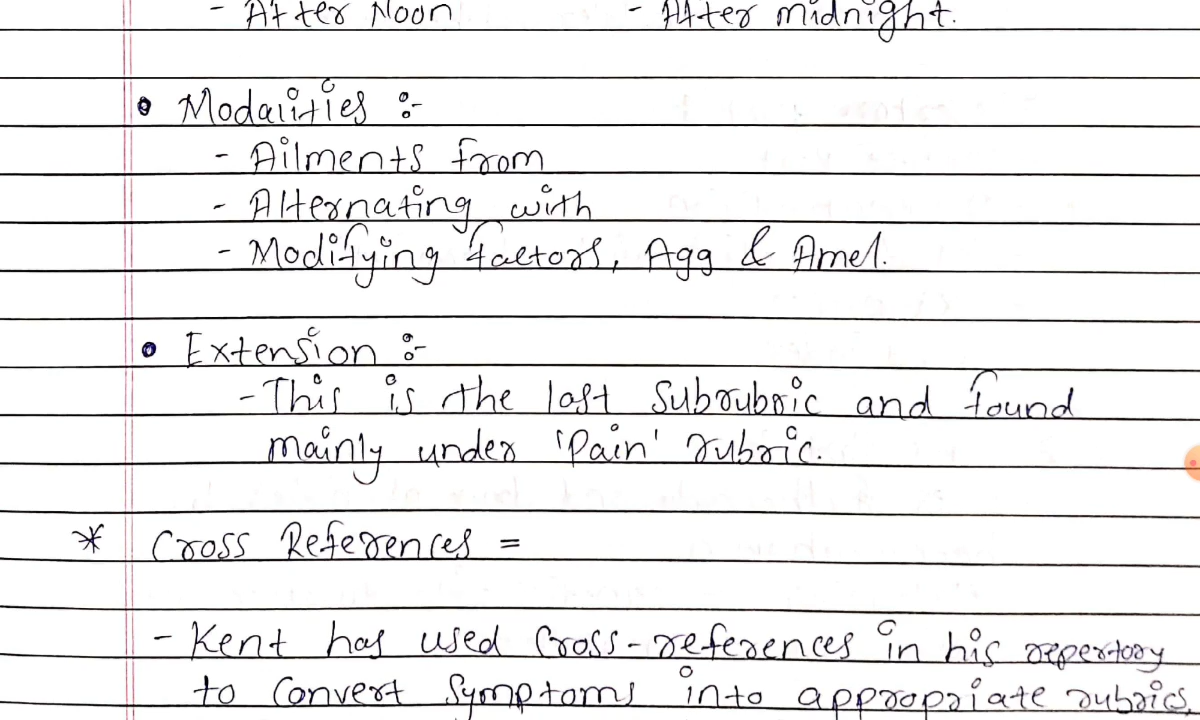 - After Noon - After midnight.
• Modalities :-
- Ailments from
- Alternating with
- Modifying factors, Agg & Amel.
• Extension :-
- This is the last subrubric and found
mainly under 'Pain' rubric.
* Cross References =
- Kent has used cross-references in his repertory
to convert symptoms into appropriate rubrics.